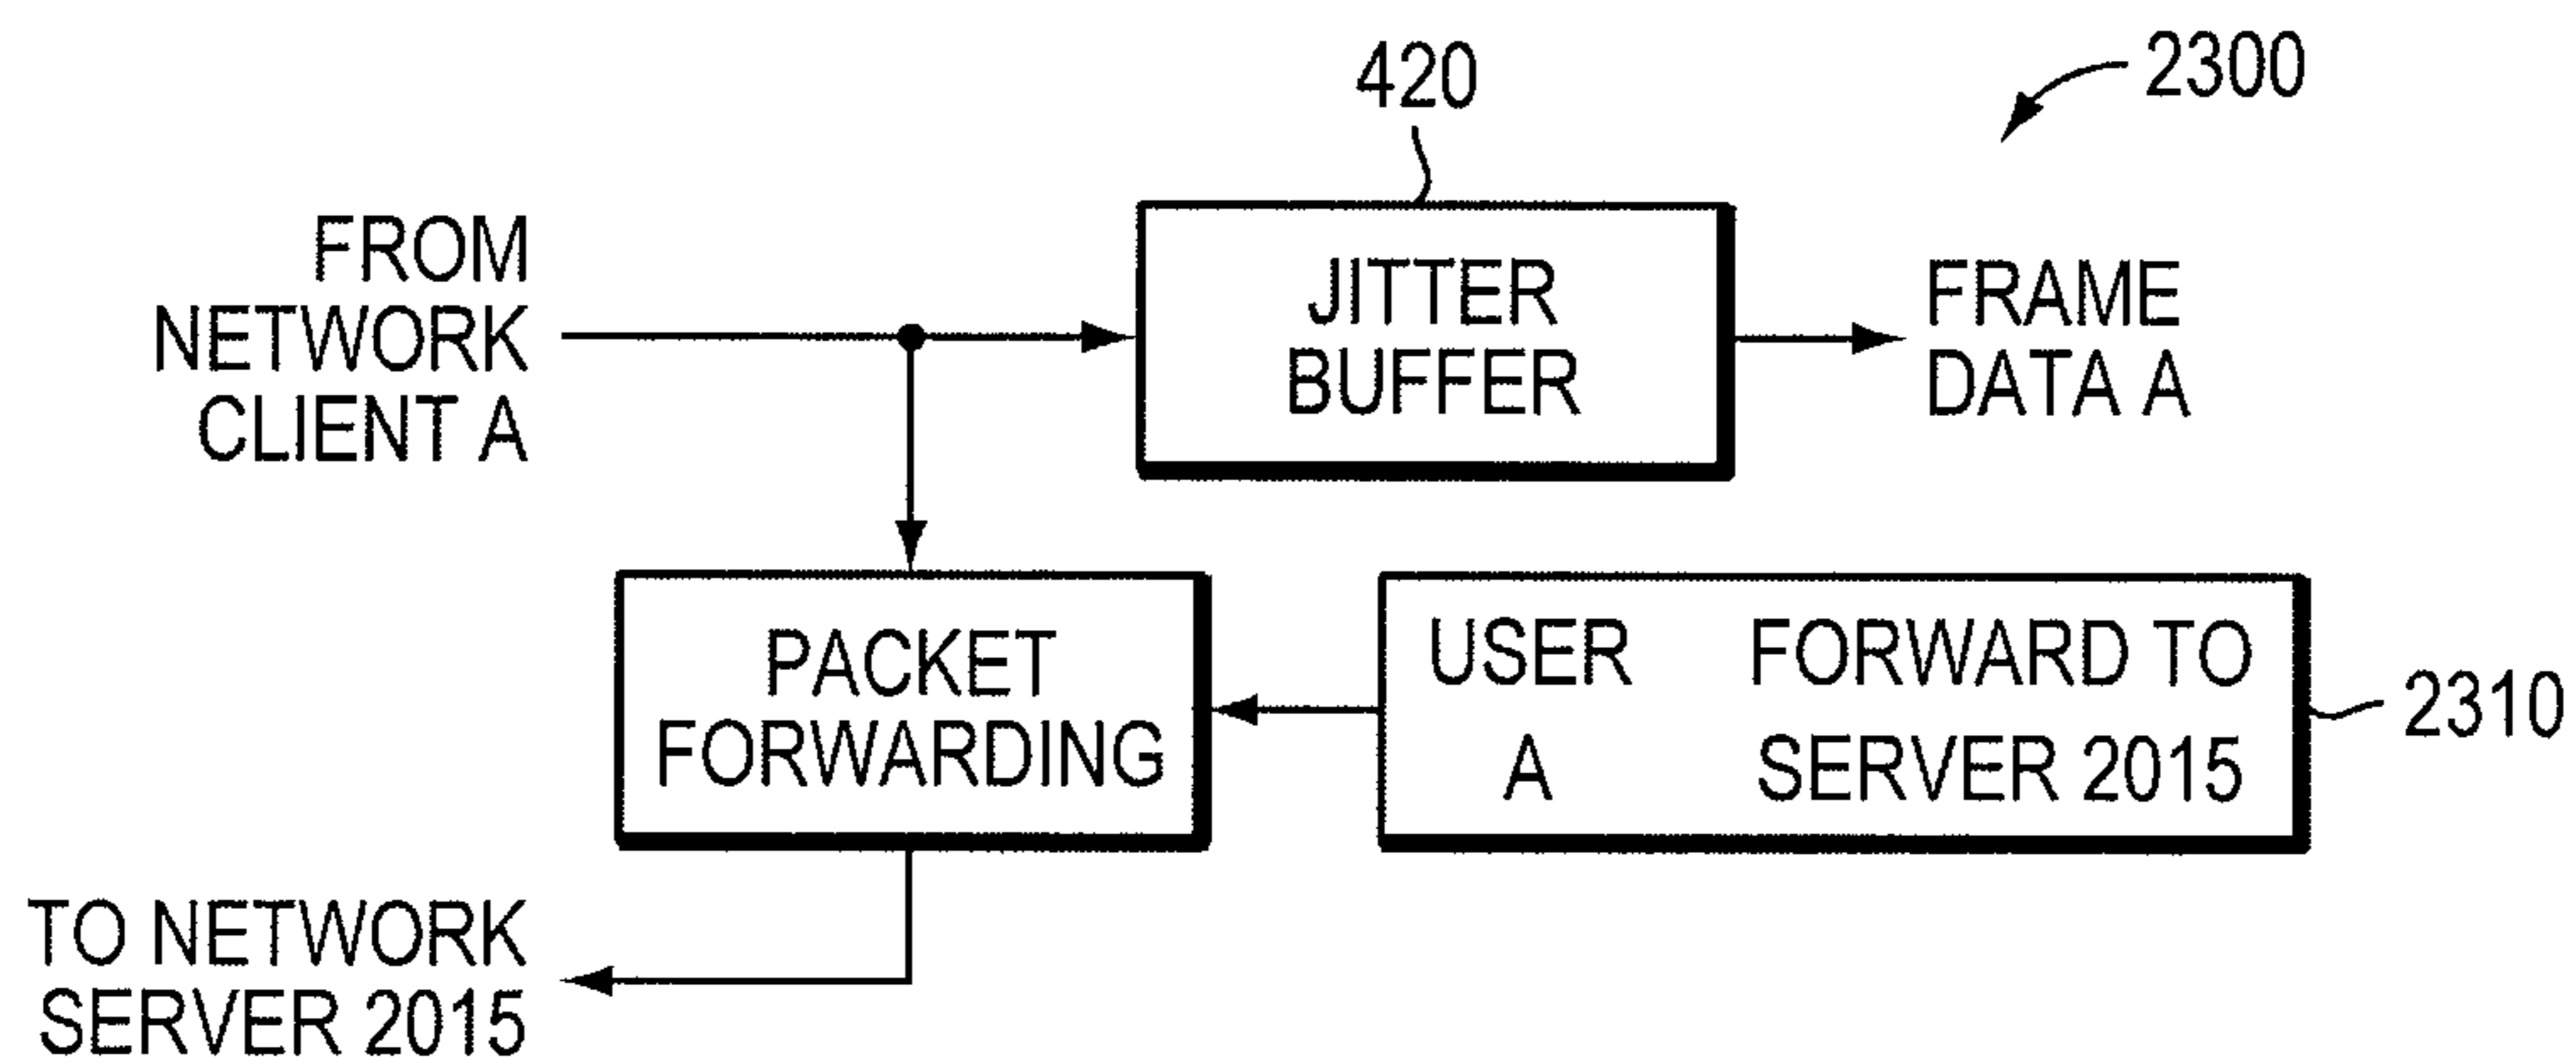 420
2300
FROM
NETWORK
CLIENT A
JITTER
BUFFER
FRAME
DATA A
PACKET
FORWARDING
USER FORWARD TO
A SERVER 2015
2310
TO NETWORK
SERVER 2015